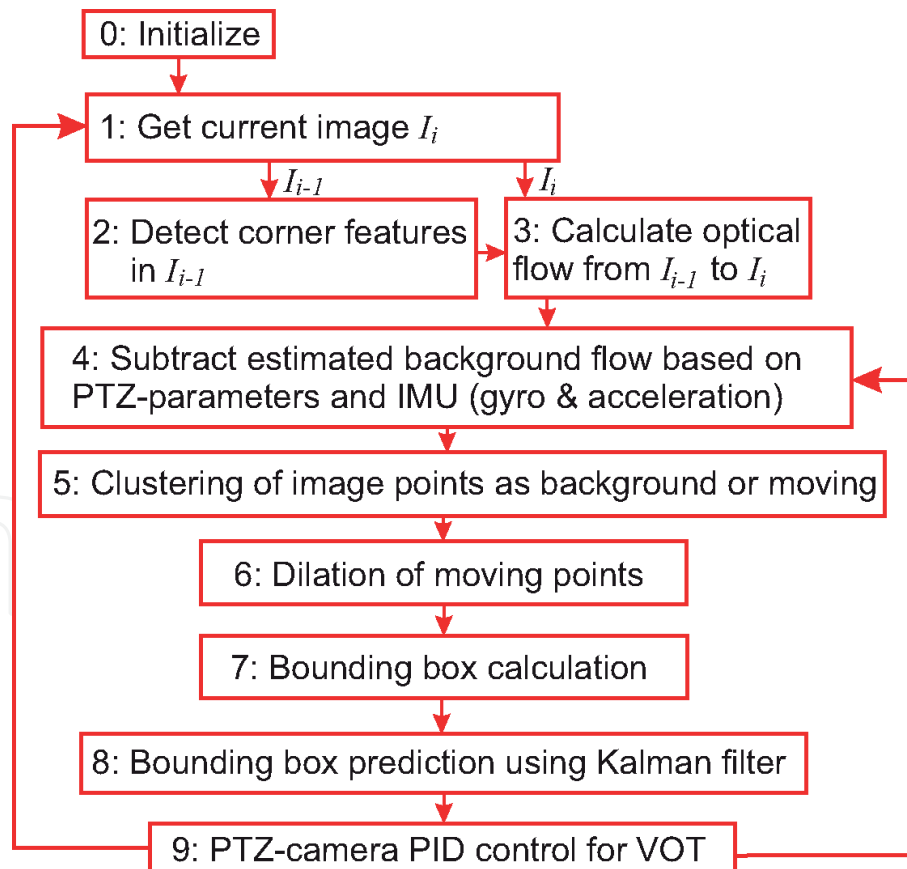 0: Initialize
1: Get current image Ii
Ii-1
Ii
2: Detect corner features
in Ii-1
3: Calculate optical
flow from Ii-1 to Ii
4: Subtract estimated background flow based on
PTZ-parameters and IMU (gyro & acceleration)
5: Clustering of image points as background or moving
6: Dilation of moving points
7: Bounding box calculation
8: Bounding box prediction using Kalman filter
9: PTZ-camera PID control for VOT